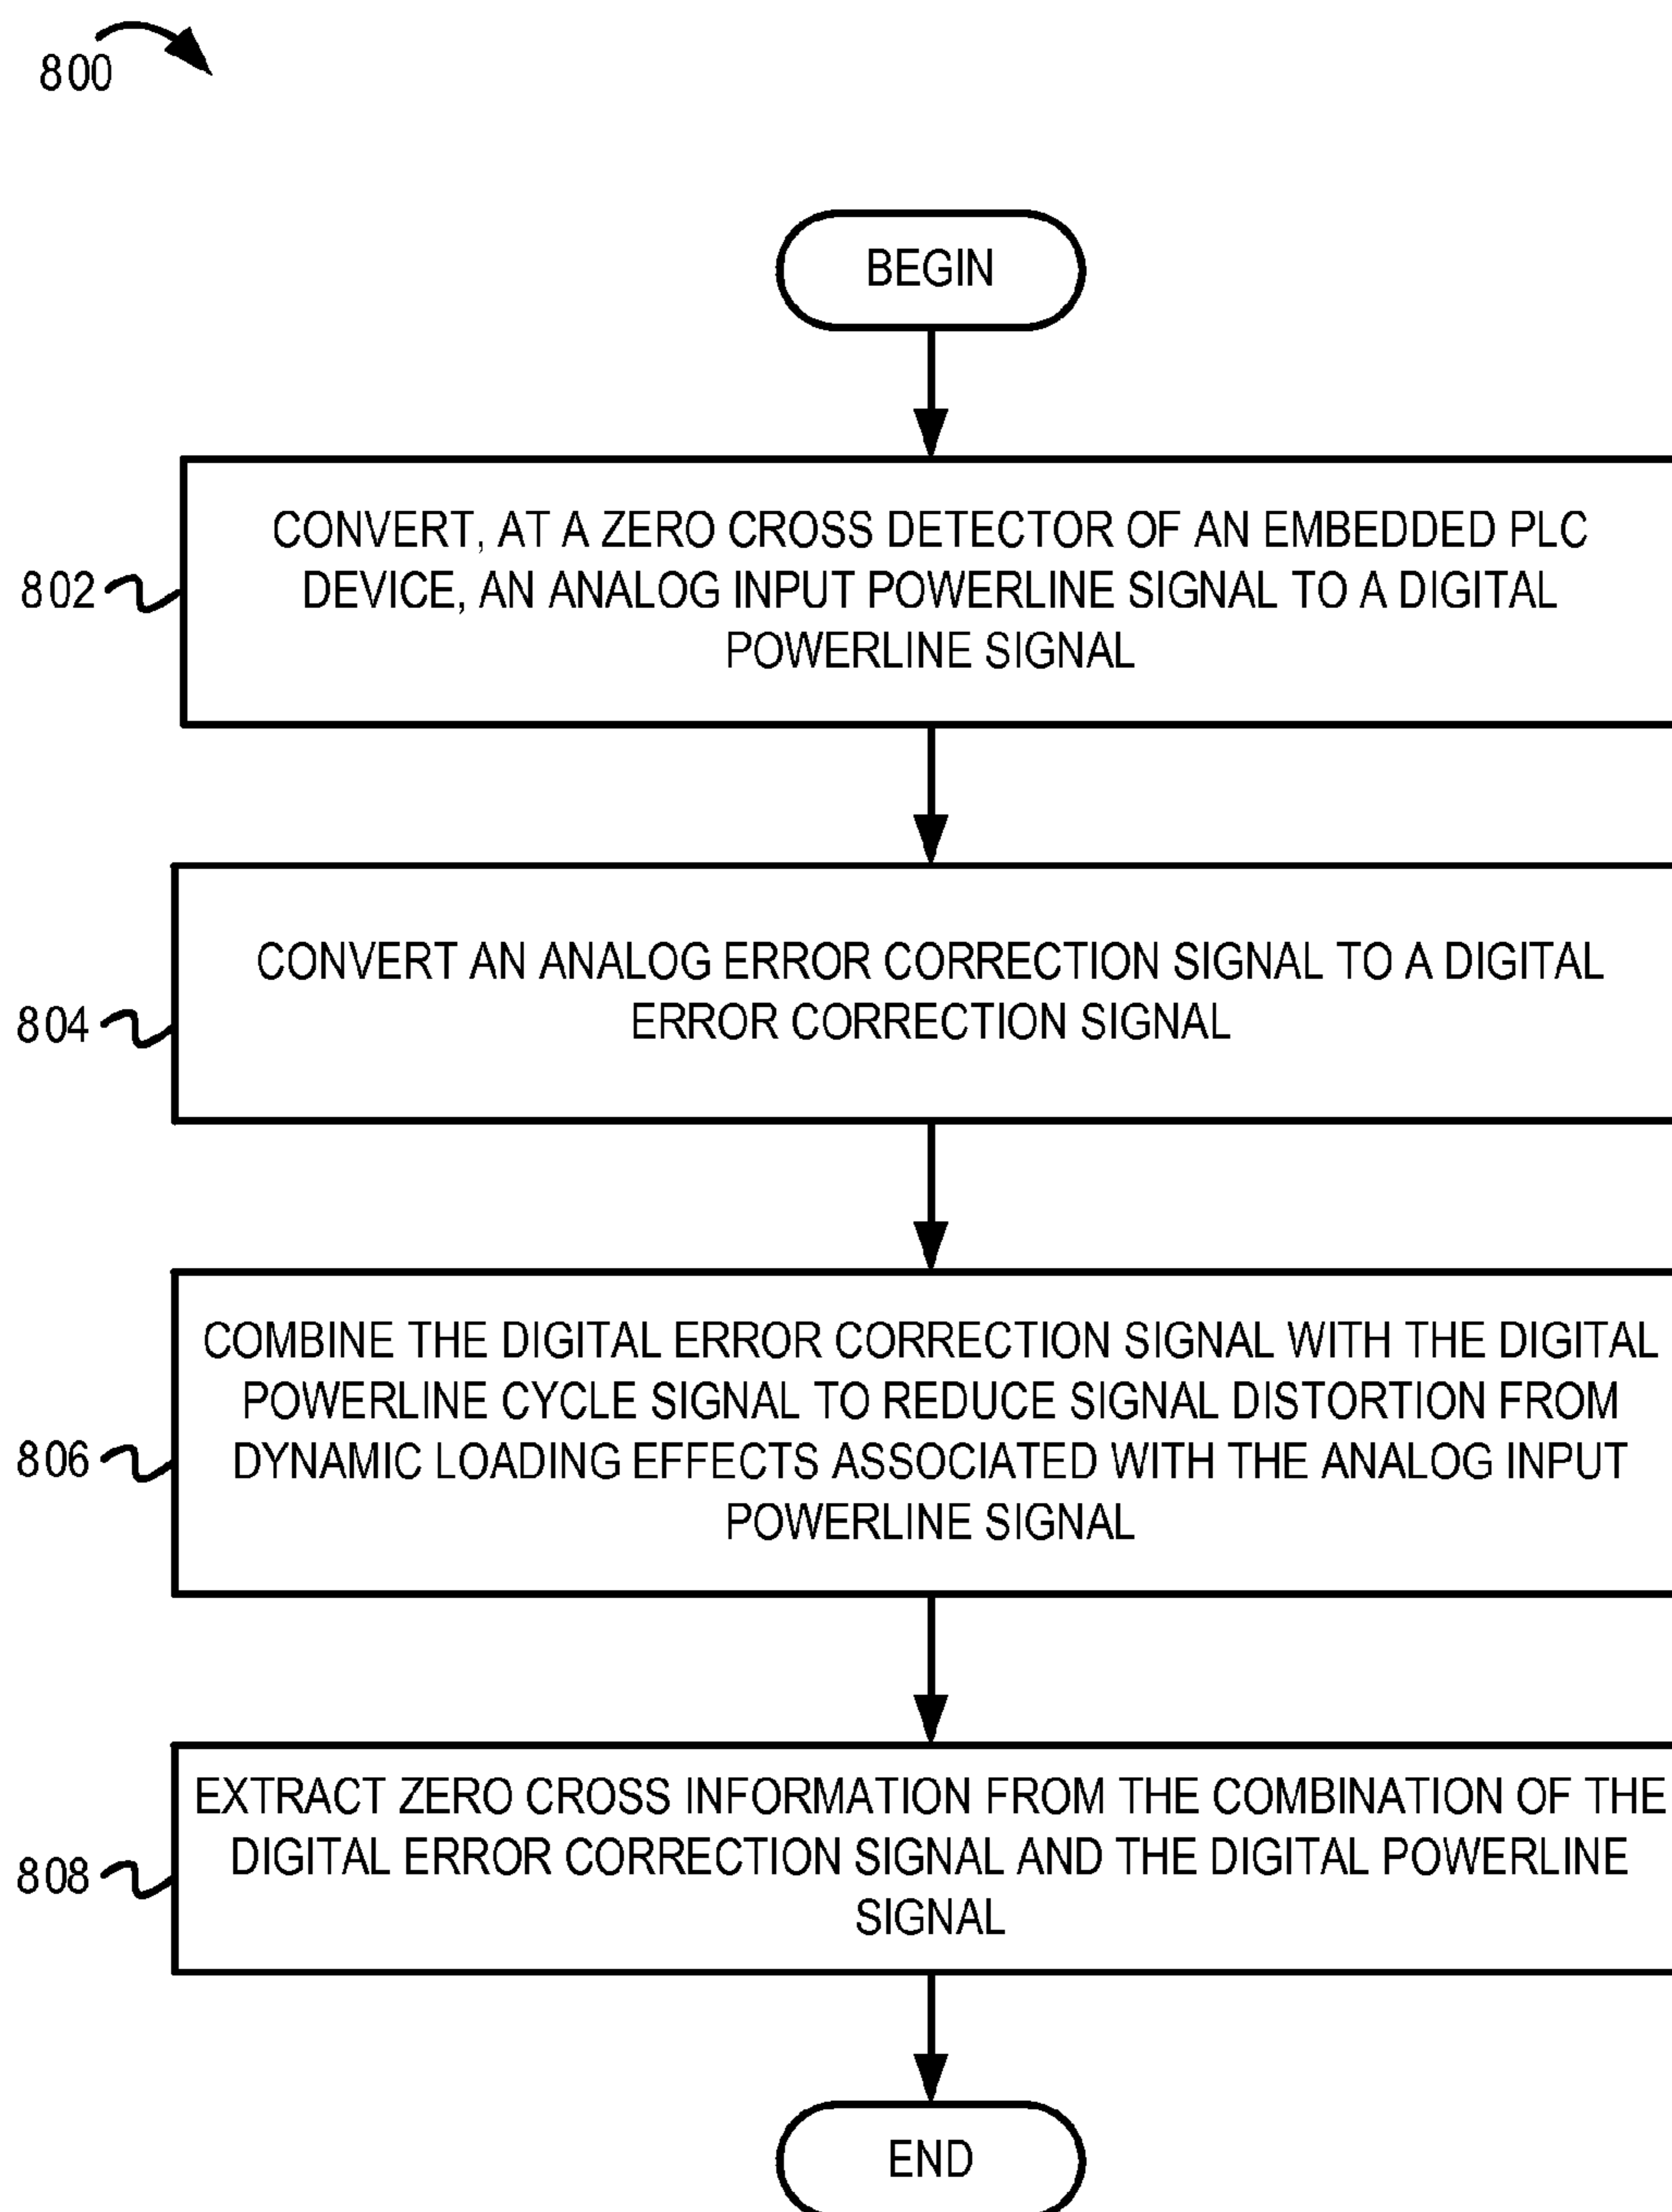 800
BEGIN
CONVERT, AT A ZERO CROSS DETECTOR OF AN EMBEDDED PLC
DEVICE, AN ANALOG INPUT POWERLINE SIGNAL TO A DIGITAL
POWERLINE SIGNAL
802
CONVERT AN ANALOG ERROR CORRECTION SIGNAL TO A DIGITAL
ERROR CORRECTION SIGNAL
804
COMBINE THE DIGITAL ERROR CORRECTION SIGNAL WITH THE DIGITAL
POWERLINE CYCLE SIGNAL TO REDUCE SIGNAL DISTORTION FROM
DYNAMIC LOADING EFFECTS ASSOCIATED WITH THE ANALOG INPUT
POWERLINE SIGNAL
806
EXTRACT ZERO CROSS INFORMATION FROM THE COMBINATION OF THE
DIGITAL ERROR CORRECTION SIGNAL AND THE DIGITAL POWERLINE
SIGNAL
808
END